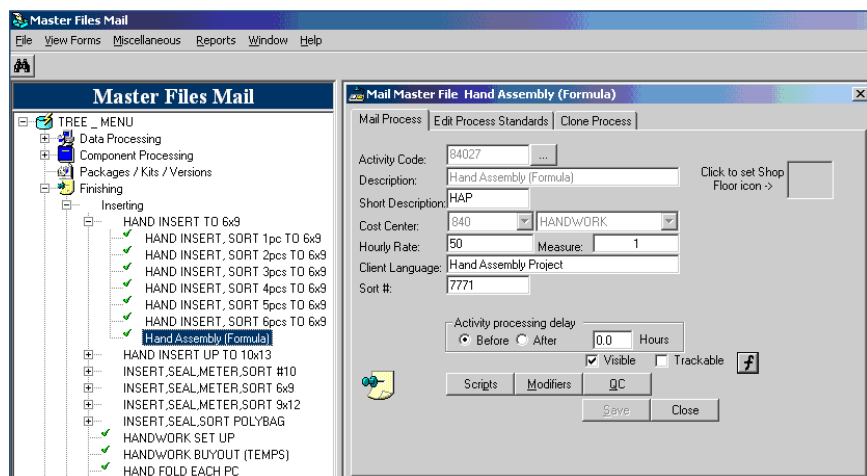 Master Files Mail
File View Forms Miscellaneous Reports Window Help
Master Files Mail
TREE _ MENU
Data Processing
Component Processing
Packages / Kits / Versions
Finishing
Inserting
HAND INSERT TO 6x9
HAND INSERT, SORT 1pc TO 6x9
HAND INSERT, SORT 2pcs TO 6x9
HAND INSERT, SORT 3pcs TO 6x9
HAND INSERT, SORT 4pcs TO 6x9
HAND INSERT, SORT 5pcs TO 6x9
HAND INSERT, SORT 6pcs TO 6x9
Hand Assembly (Formula)
HAND INSERT UP TO 10x13
INSERT,SEAL,METER,SORT #10
INSERT,SEAL,METER,SORT 6x9
INSERT,SEAL,METER,SORT 9x12
INSERT,SEAL,SORT POLYBAG
HANDWORK SET UP
HANDWORK BUYOUT (TEMPS)
HAND FOLD EACH PC
Mail Master File Hand Assembly (Formula)
Mail Process Edit Process Standards Clone Process
Activity Code: 84027 ...
Description: Hand Assembly (Formula)
Short Description: HAP
Cost Center: 840 HANDWORK
Hourly Rate: 50 Measure: 1
Client Language: Hand Assembly Project
Sort #: 7771
Click to set Shop
Floor icon ->
Activity processing delay
Before After 0.0 Hours
Visible Trackable f
Scripts Modifiers QC
Save Close